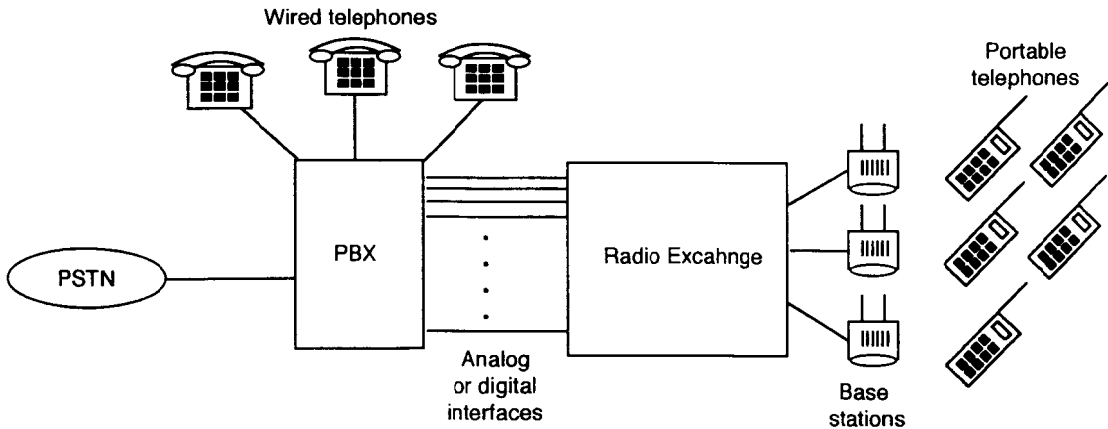 Wired telephones
Portable
telephones
PBX
Radio Excahnge
PSTN
Analog
or digital
interfaces
Base
stations